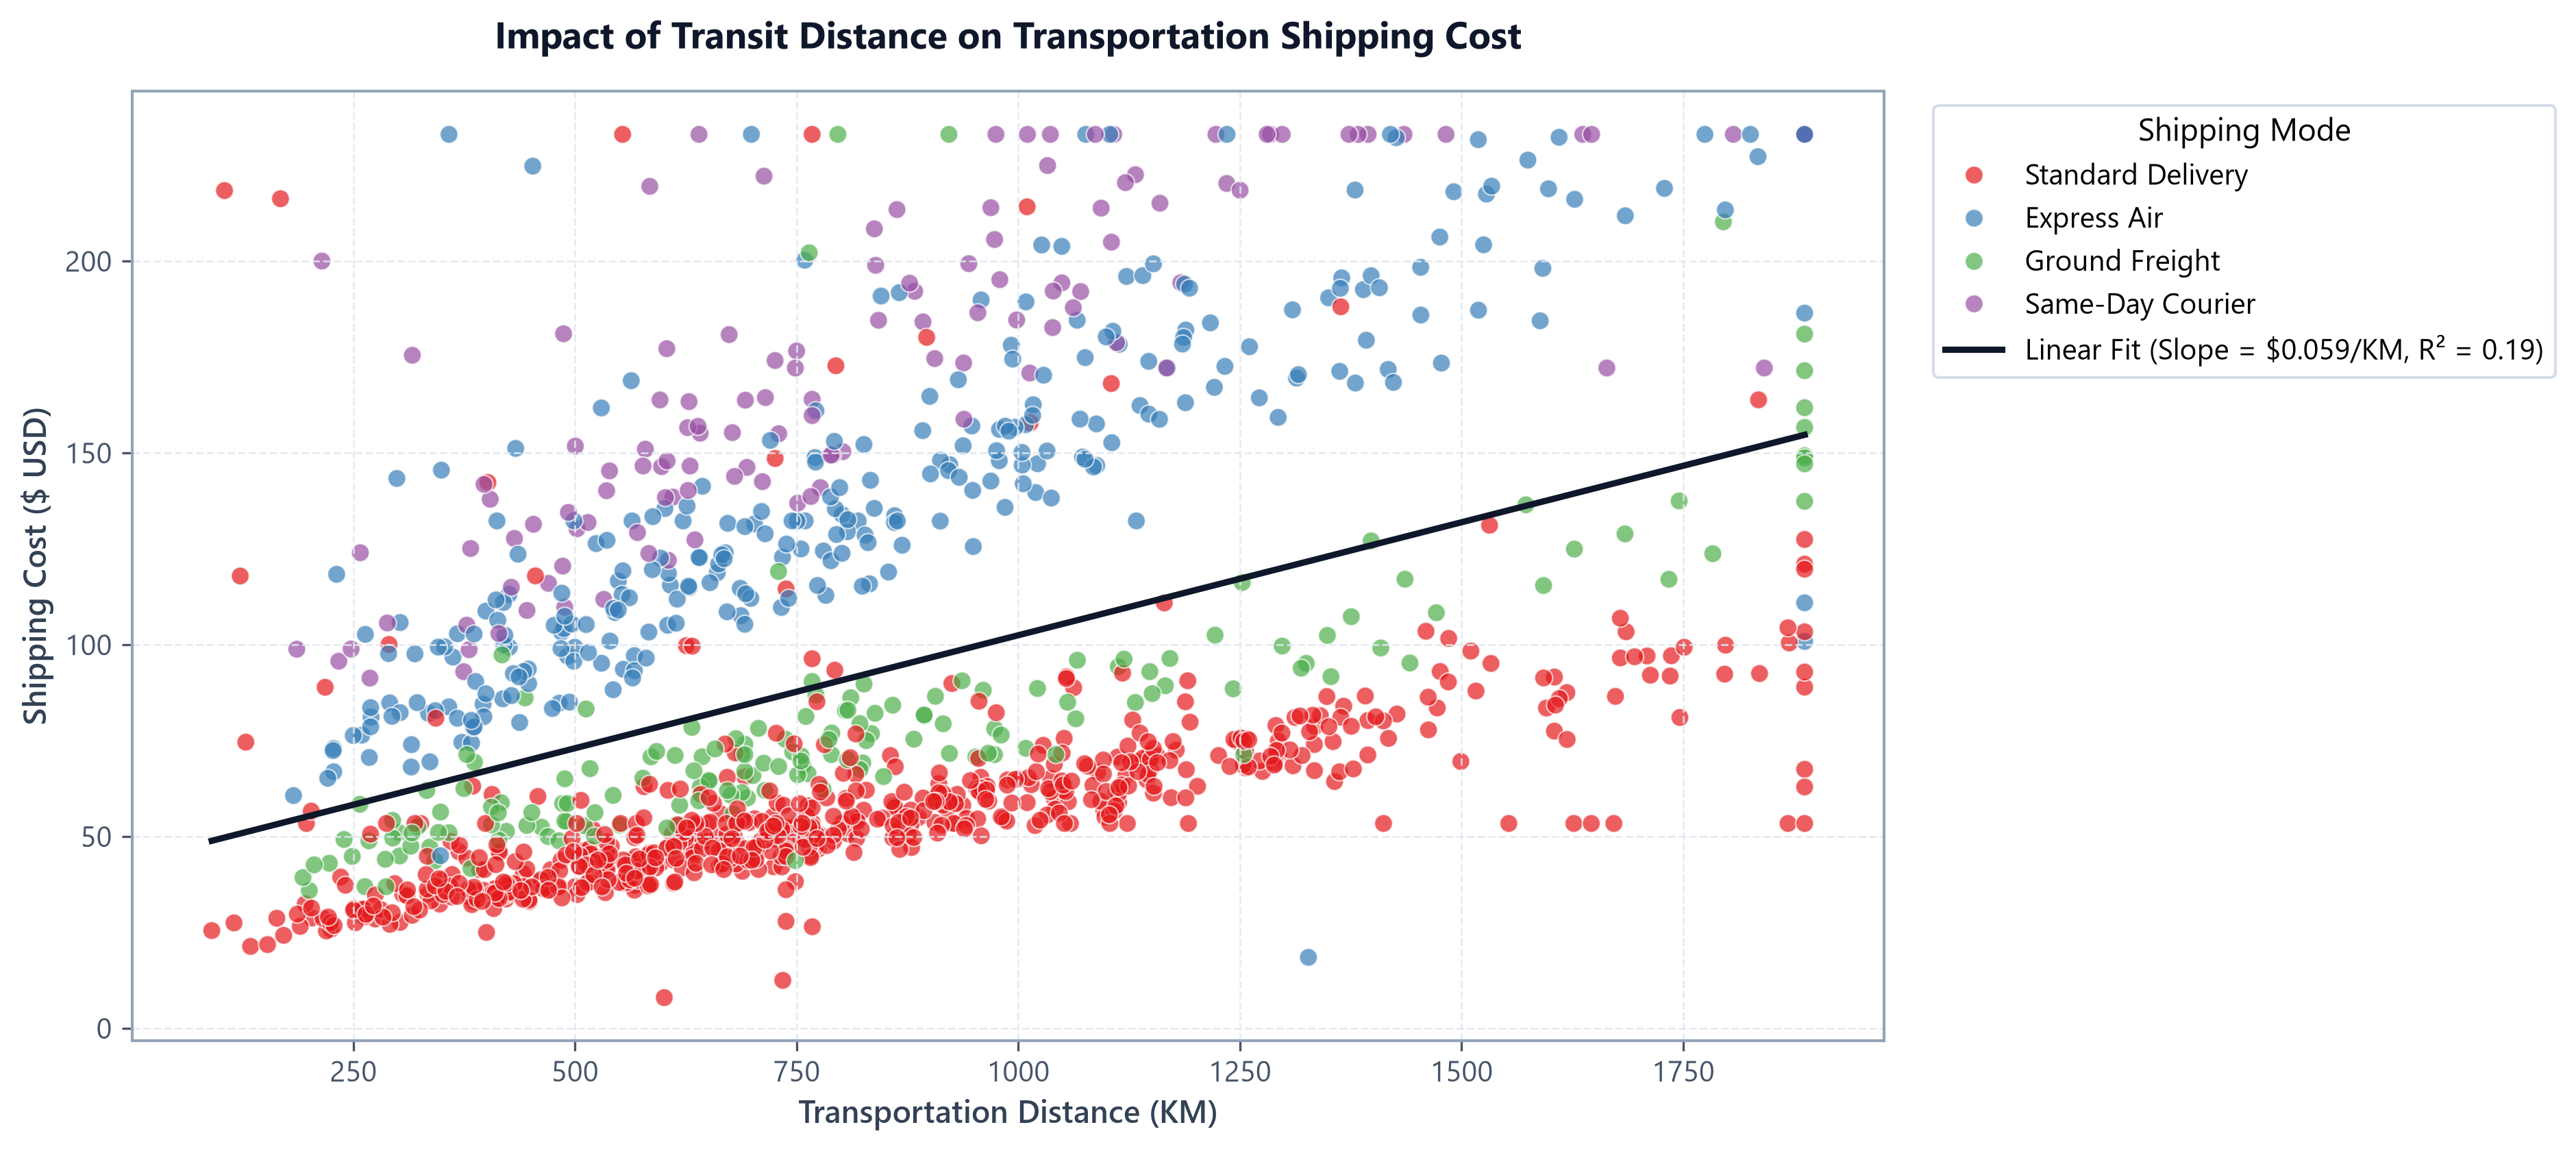 Impact of Transit Distance on Transportation Shipping Cost
Shipping Cost ($ USD)
200
150
100
50
0
250
500
750
1000
1250
1500
1750
Transportation Distance (KM)
Shipping Mode
Standard Delivery
Express Air
Ground Freight
Same-Day Courier
Linear Fit (Slope = $0.059/KM, R² = 0.19)